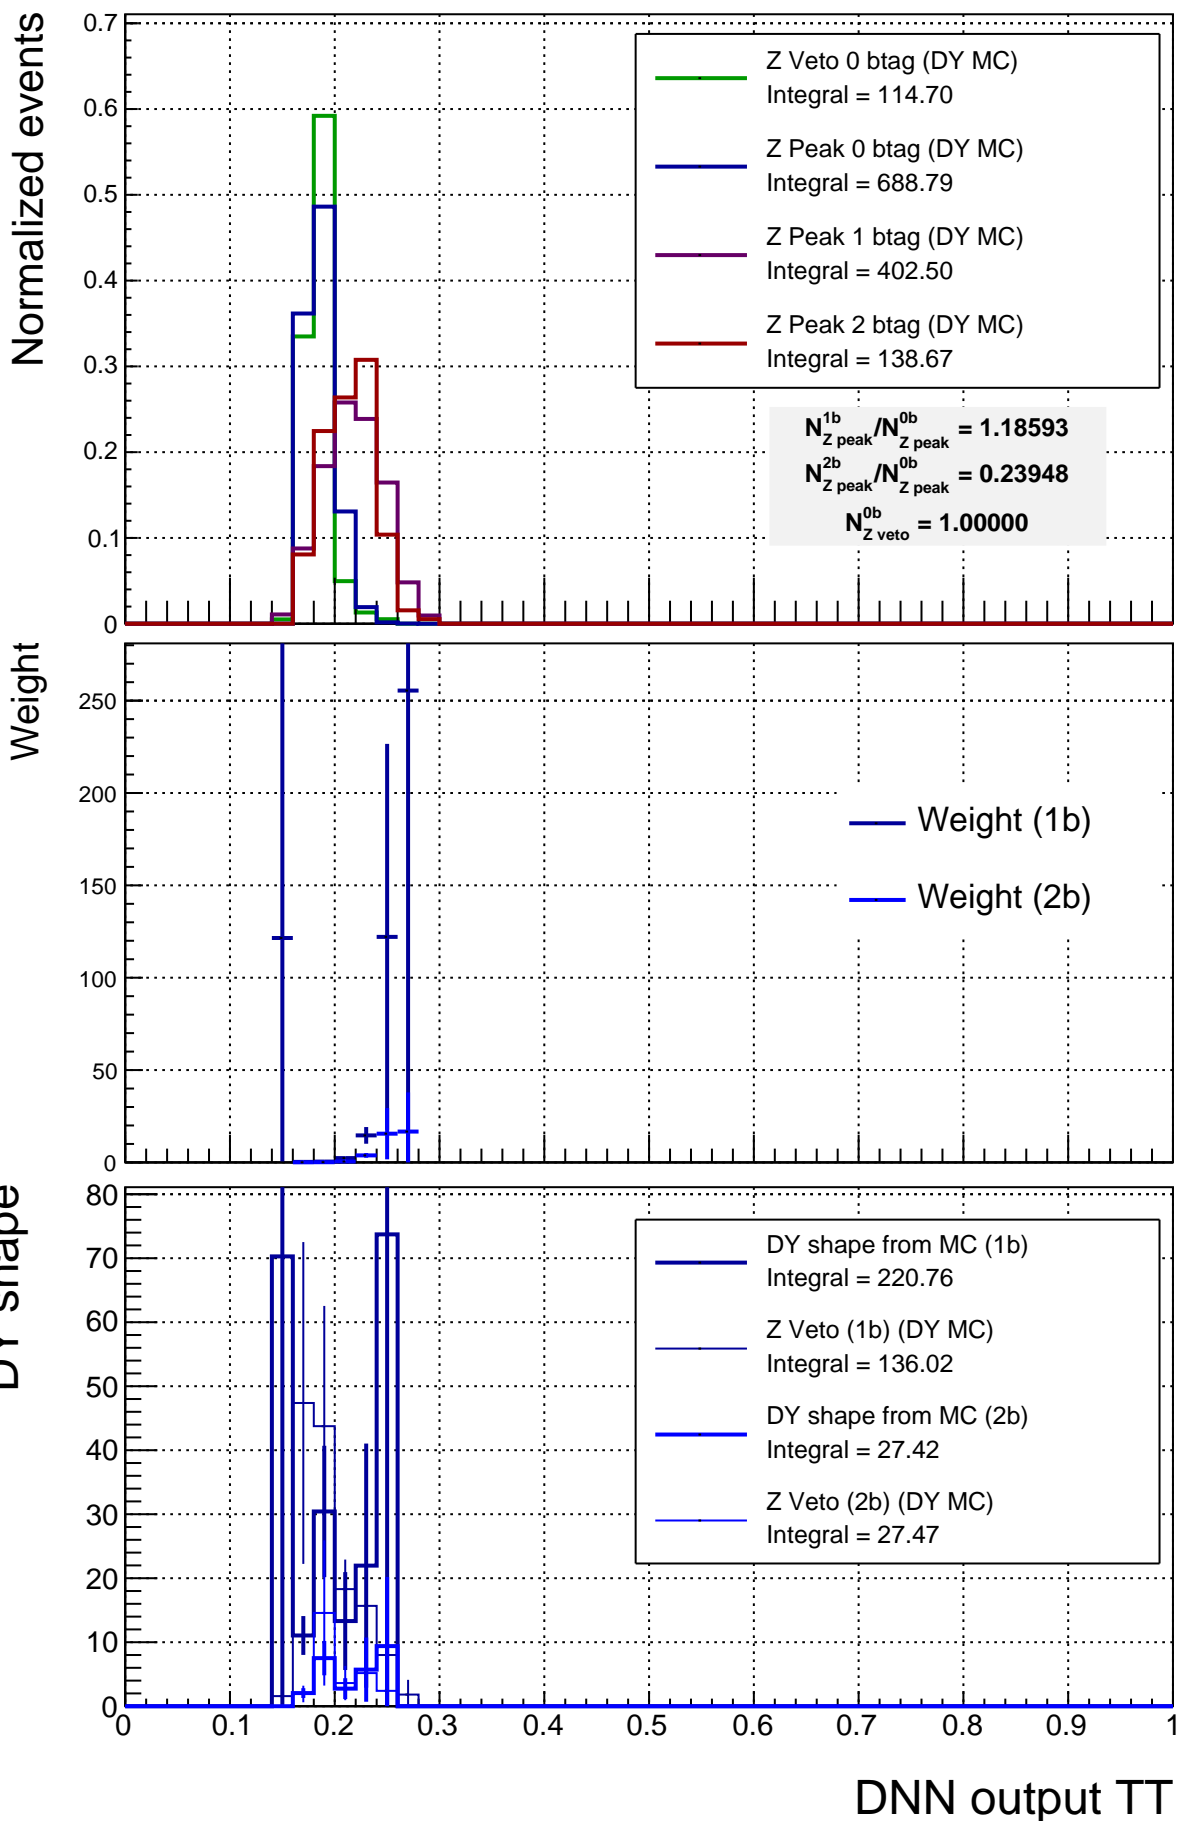 Normalized events
0.7
0.6
0.5
0.4
0.3
0.2
0.1
0
Z Veto 0 btag (DY MC)
Integral = 114.70
Z Peak 0 btag (DY MC)
Integral = 688.79
Z Peak 1 btag (DY MC)
Integral = 402.50
Z Peak 2 btag (DY MC)
Integral = 138.67
N^{1b}_{Z peak}/N^{0b}_{Z peak} = 1.18593
N^{2b}_{Z peak}/N^{0b}_{Z peak} = 0.23948
N^{0b}_{Z veto} = 1.00000
Weight
250
200
150
100
50
0
Weight (1b)
Weight (2b)
DY shape
80
70
60
50
40
30
20
10
0
DY shape from MC (1b)
Integral = 220.76
Z Veto (1b) (DY MC)
Integral = 136.02
DY shape from MC (2b)
Integral = 27.42
Z Veto (2b) (DY MC)
Integral = 27.47
0 0.1 0.2 0.3 0.4 0.5 0.6 0.7 0.8 0.9 1
DNN output TT